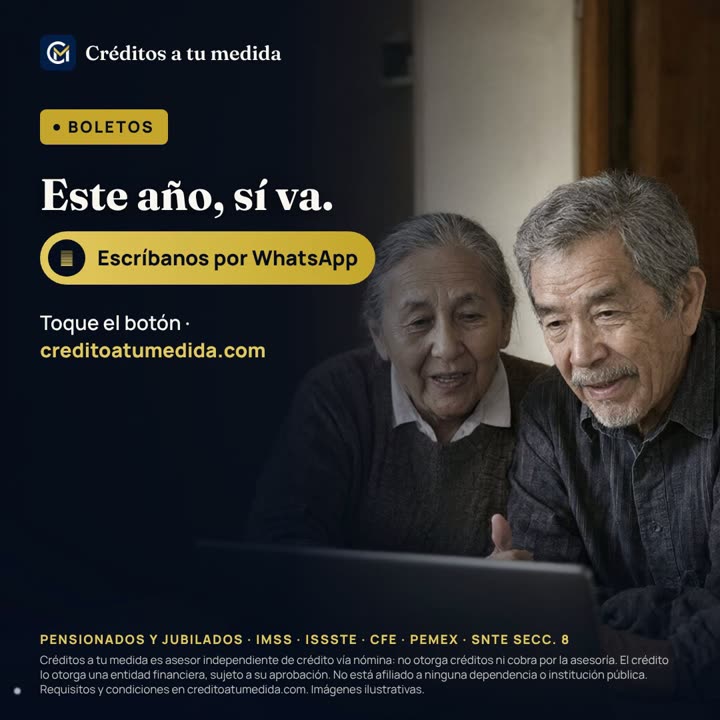 Créditos a tu medida
• BOLETOS
Este año, sí va.
Escríbanos por WhatsApp
Toque el botón ·
creditoatumedida.com
PENSIONADOS Y JUBILADOS · IMSS · ISSSTE · CFE · PEMEX · SNTE SECC. 8
Créditos a tu medida es asesor independiente de crédito vía nómina: no otorga créditos ni cobra por la asesoría. El crédito
lo otorga una entidad financiera, sujeto a su aprobación. No está afiliado a ninguna dependencia o institución pública.
Requisitos y condiciones en creditoatumedida.com. Imágenes ilustrativas.